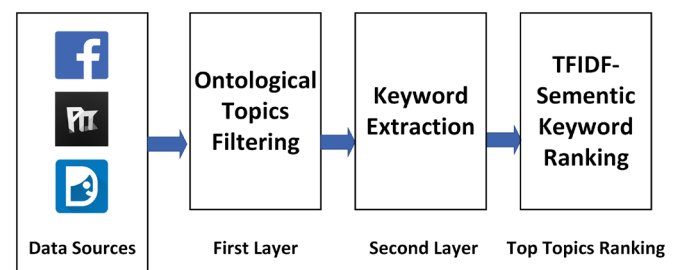 Ontological
Topics
Filtering
Keyword
Extraction
TFIDF-
Sementic
Keyword
Ranking
Data Sources
First Layer
Second Layer
Top Topics Ranking